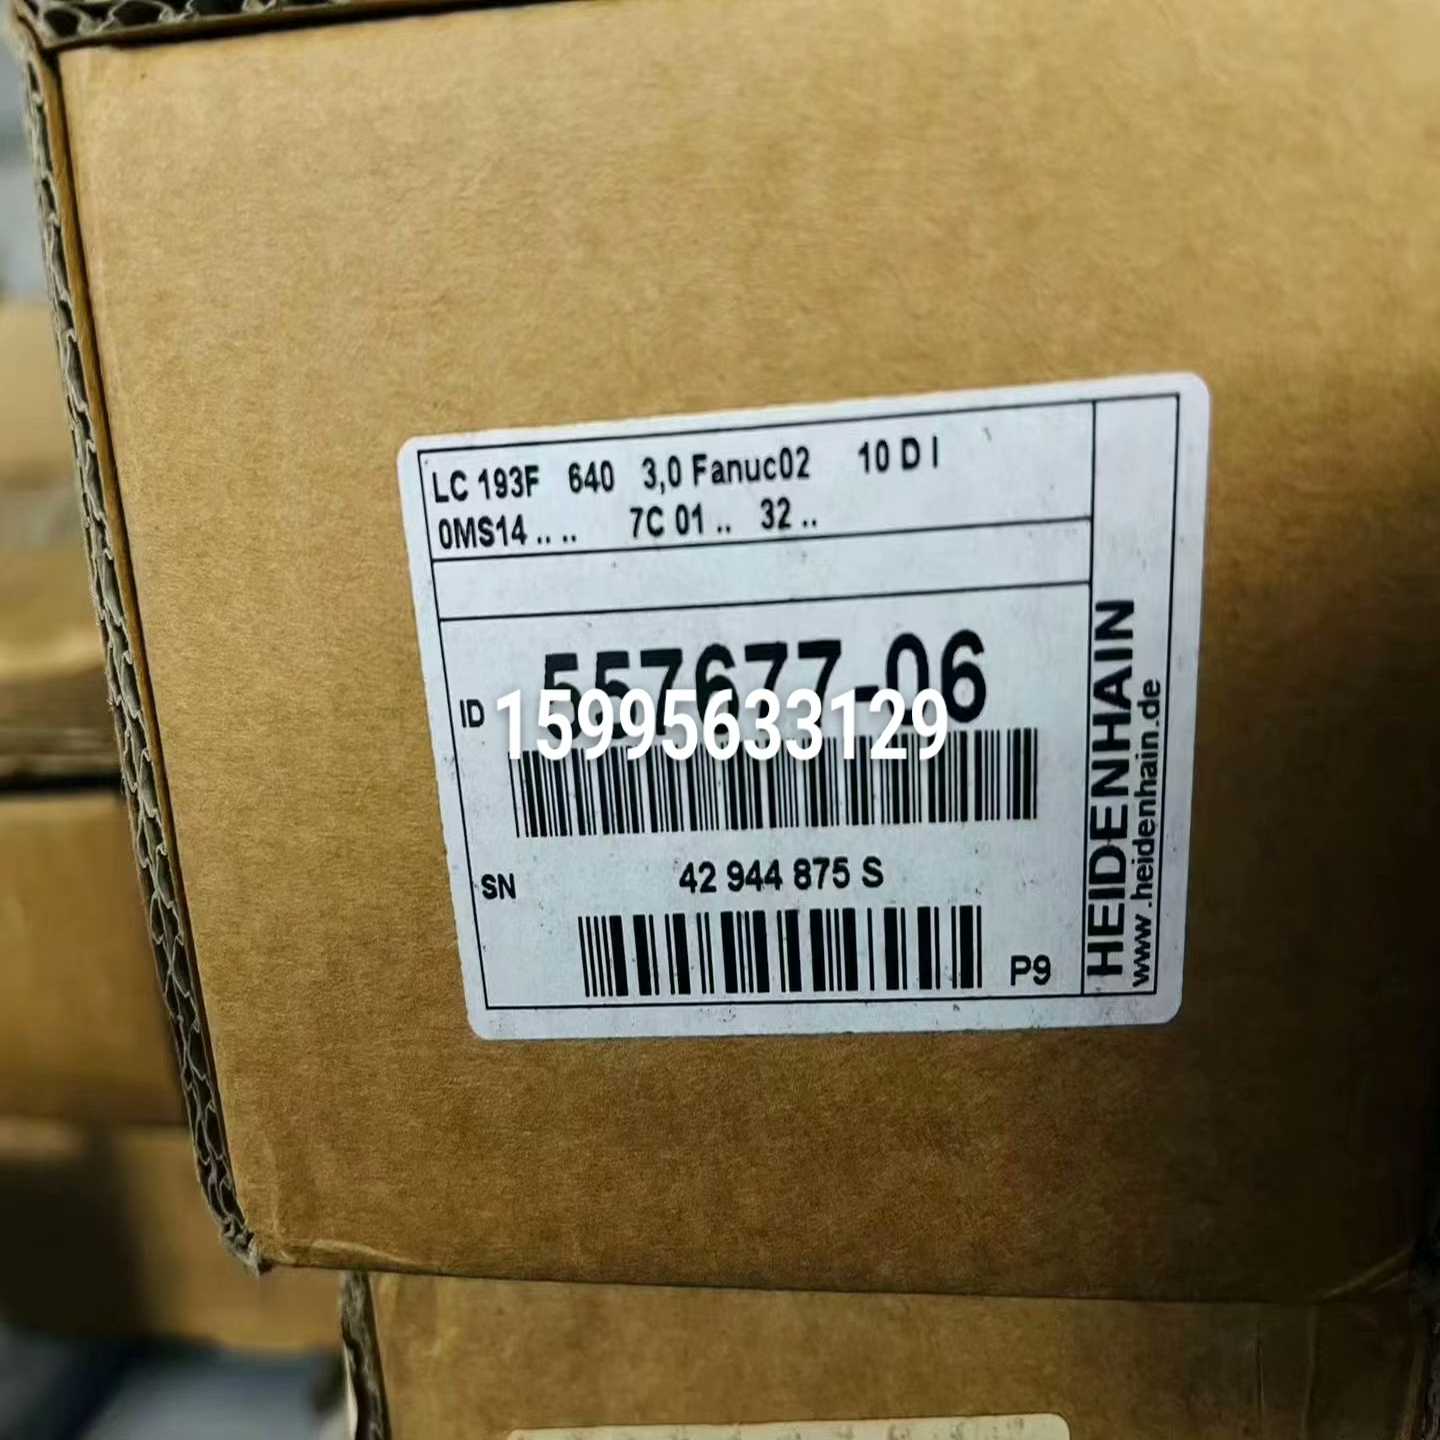 LC 193F 640 3,0 Fanuc02 10 D I
0MS14 .. .. 7C 01 .. 32 ..
ID 557677-06
15995633129
SN 42 944 875 S
P9
HEIDENHAIN
www.heidenhain.de